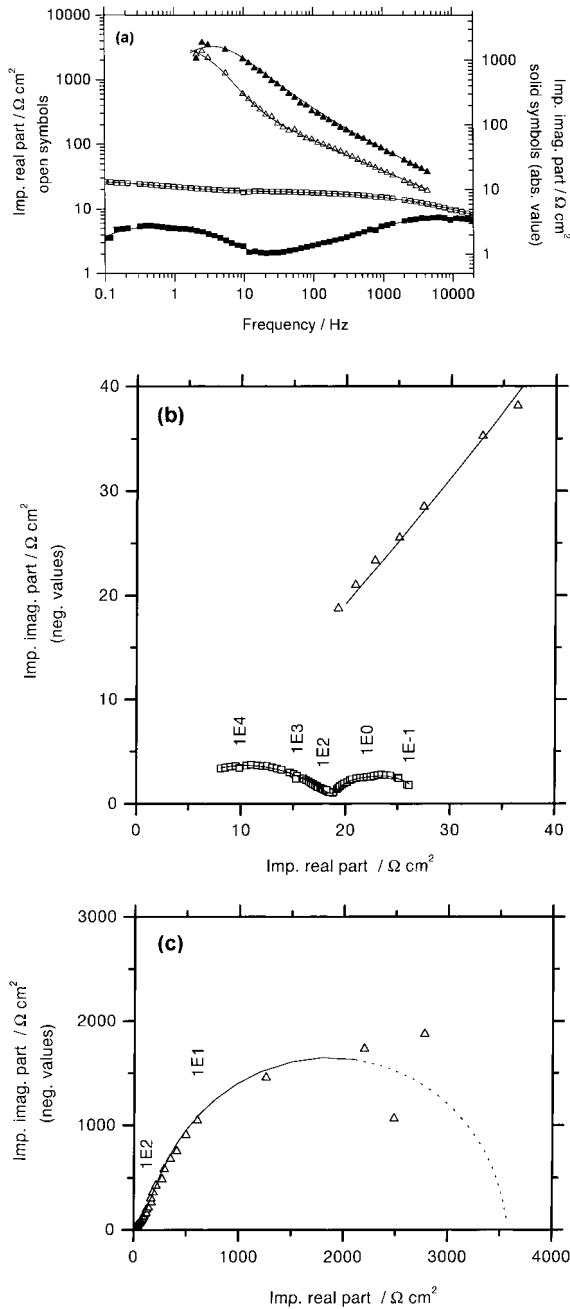 (a)
10000
1000
100
10
1
Imp. real part / Ω cm²
open symbols
1000
100
10
1
Imp. imag. part / Ω cm²
solid symbols (abs. value)
0.1 1 10 100 1000 10000
Frequency / Hz
(b)
40
30
20
10
0
Imp. imag. part / Ω cm²
(neg. values)
1E4
1E3
1E2
1E0
1E-1
0 10 20 30 40
Imp. real part / Ω cm²
(c)
3000
2000
1000
0
Imp. imag. part / Ω cm²
(neg. values)
1E2
1E1
0 1000 2000 3000 4000
Imp. real part / Ω cm²